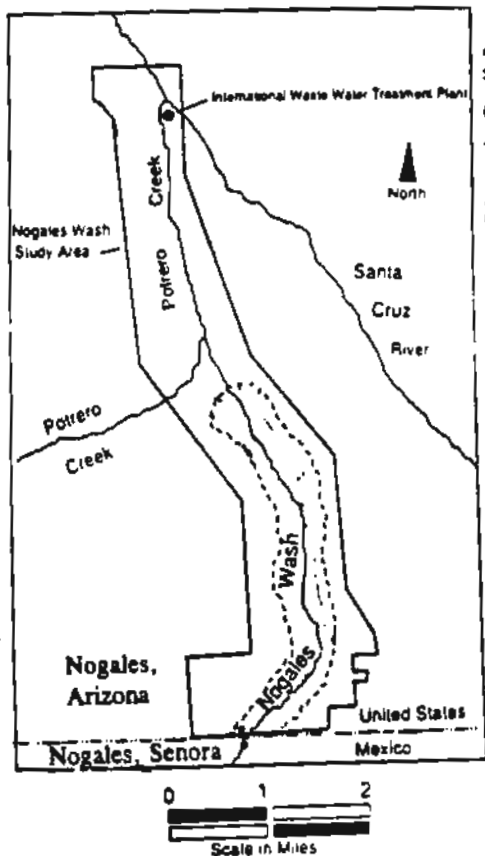 International Waste Water Treatment Plant
North
Creek
Potrero
Nogales Wash
Study Area
Santa
Cruz
River
Potrero
Creek
Wash
Nogales
Nogales,
Arizona
United States
Nogales, Senora
Mexico
0 1 2
Scale in Miles